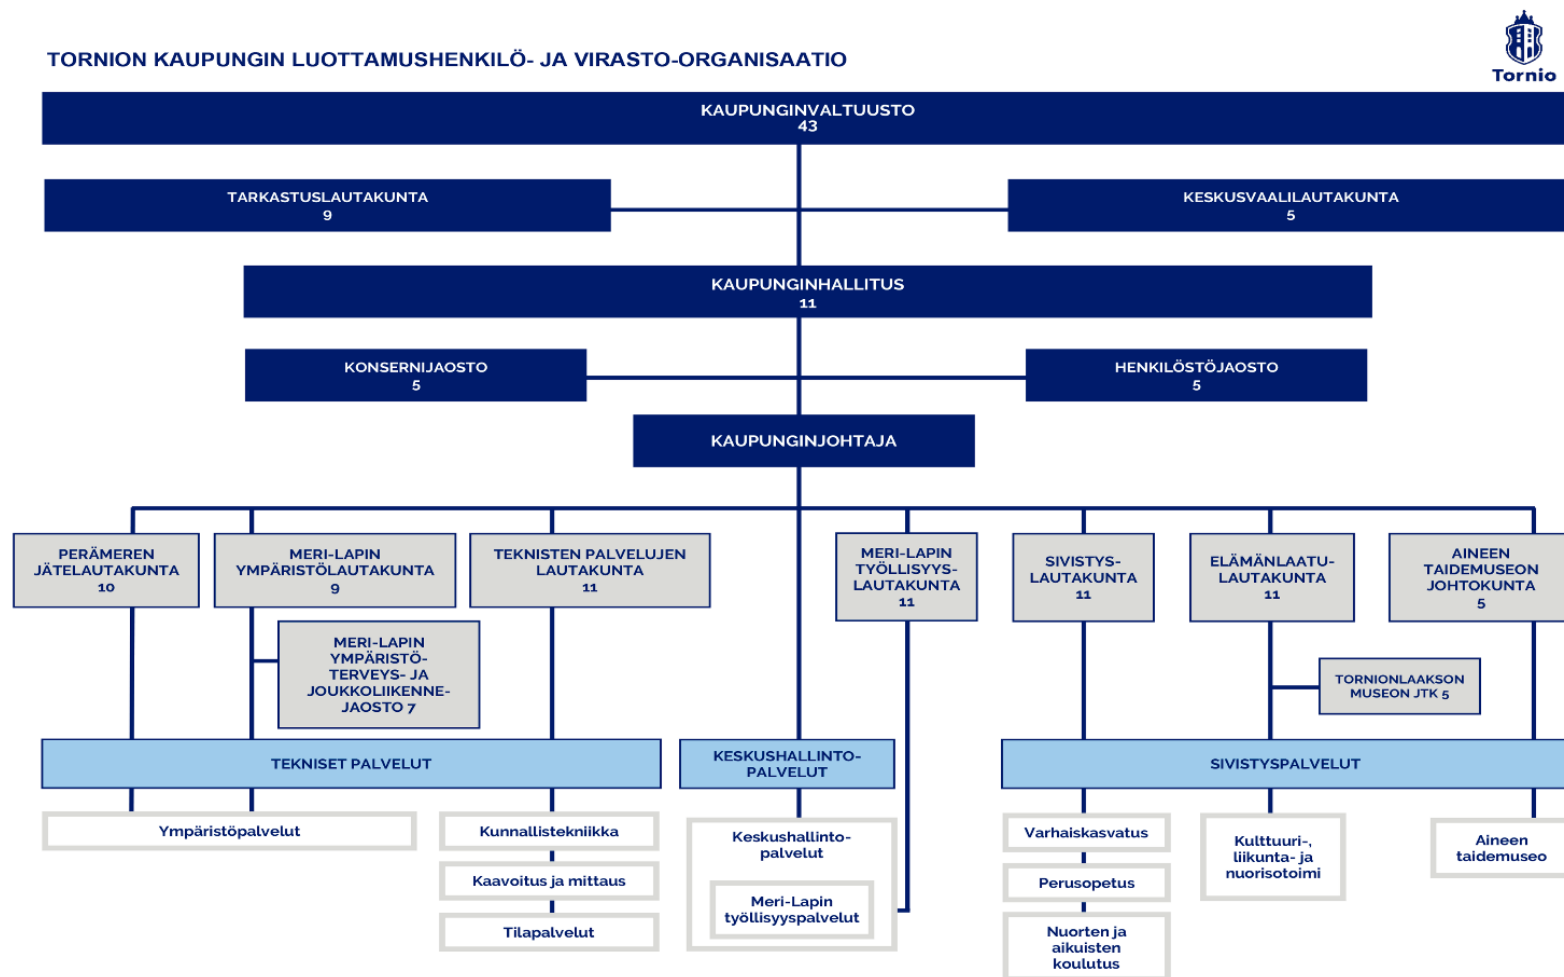 TORNION KAUPUNGIN LUOTTAMUSHENKILÖ- JA VIRASTO-ORGANISAATIO
Tornio
KAUPUNGINVALTUUSTO
43
TARKASTUSLAUTAKUNTA
9
KESKUSVAALILAUTAKUNTA
5
KAUPUNGINHALLITUS
11
KONSERNIJAOSTO
5
HENKILÖSTÖJAOSTO
5
KAUPUNGINJOHTAJA
PERÄMEREN
JÄTELAUTAKUNTA
10
MERI-LAPIN
YMPÄRISTÖLAUTAKUNTA
9
TEKNISTEN PALVELUJEN
LAUTAKUNTA
11
MERI-LAPIN
TYÖLLISYYS-
LAUTAKUNTA
11
SIVISTYS-
LAUTAKUNTA
11
ELÄMÄNLAATU-
LAUTAKUNTA
11
AINEEN
TAIDEMUSEON
JOHTOKUNTA
5
MERI-LAPIN
YMPÄRISTÖ-
TERVEYS- JA
JOUKKOLIIKENNE-
JAOSTO 7
TORNIONLAAKSON
MUSEON JTK 5
TEKNISET PALVELUT
KESKUSHALLINTO-
PALVELUT
SIVISTYSPALVELUT
Ympäristöpalvelut
Kunnallistekniikka
Kaavoitus ja mittaus
Tilapalvelut
Keskushallinto-
palvelut
Meri-Lapin
työllisyyspalvelut
Varhaiskasvatus
Perusopetus
Nuorten ja
aikuisten
koulutus
Kulttuuri-,
liikunta- ja
nuorisotoimi
Aineen
taidemuseo